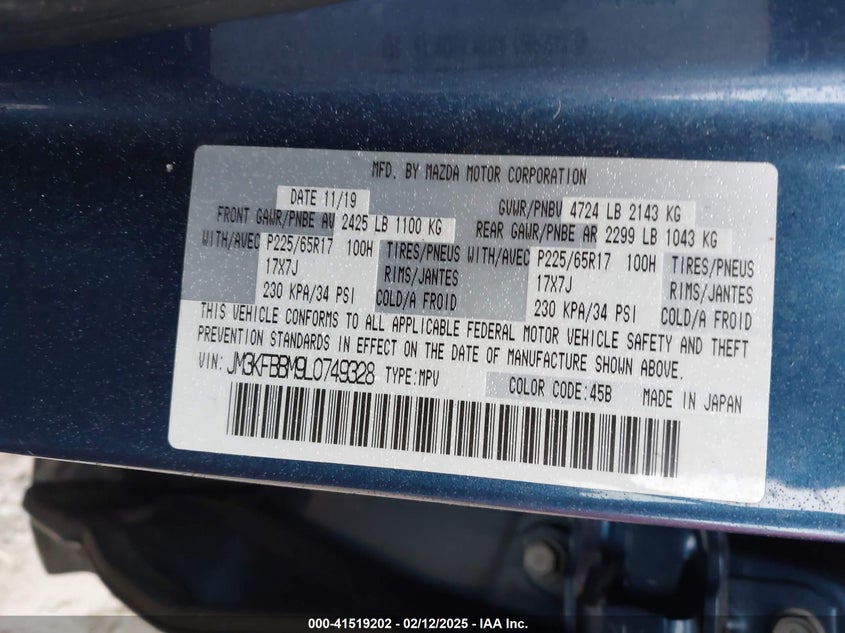 MFD. BY MAZDA MOTOR CORPORATION
DATE 11/19 GVWR/PNBV 4724 LB 2143 KG
FRONT GAWR/PNBE AV 2425 LB 1100 KG REAR GAWR/PNBE AR 2299 LB 1043 KG
WITH/AVEC P225/65R17 100H TIRES/PNEUS WITH/AVEC P225/65R17 100H TIRES/PNEUS
17X7J RIMS/JANTES 17X7J RIMS/JANTES
230 KPA/34 PSI COLD/A FROID 230 KPA/34 PSI COLD/A FROID
THIS VEHICLE CONFORMS TO ALL APPLICABLE FEDERAL MOTOR VEHICLE SAFETY AND THEFT
PREVENTION STANDARDS IN EFFECT ON THE DATE OF MANUFACTURE SHOWN ABOVE.
VIN: JM3KFBBM9L0749328 TYPE:MPV COLOR CODE:45B MADE IN JAPAN
000-41519202 - 02/12/2025 - IAAI.COM INC.